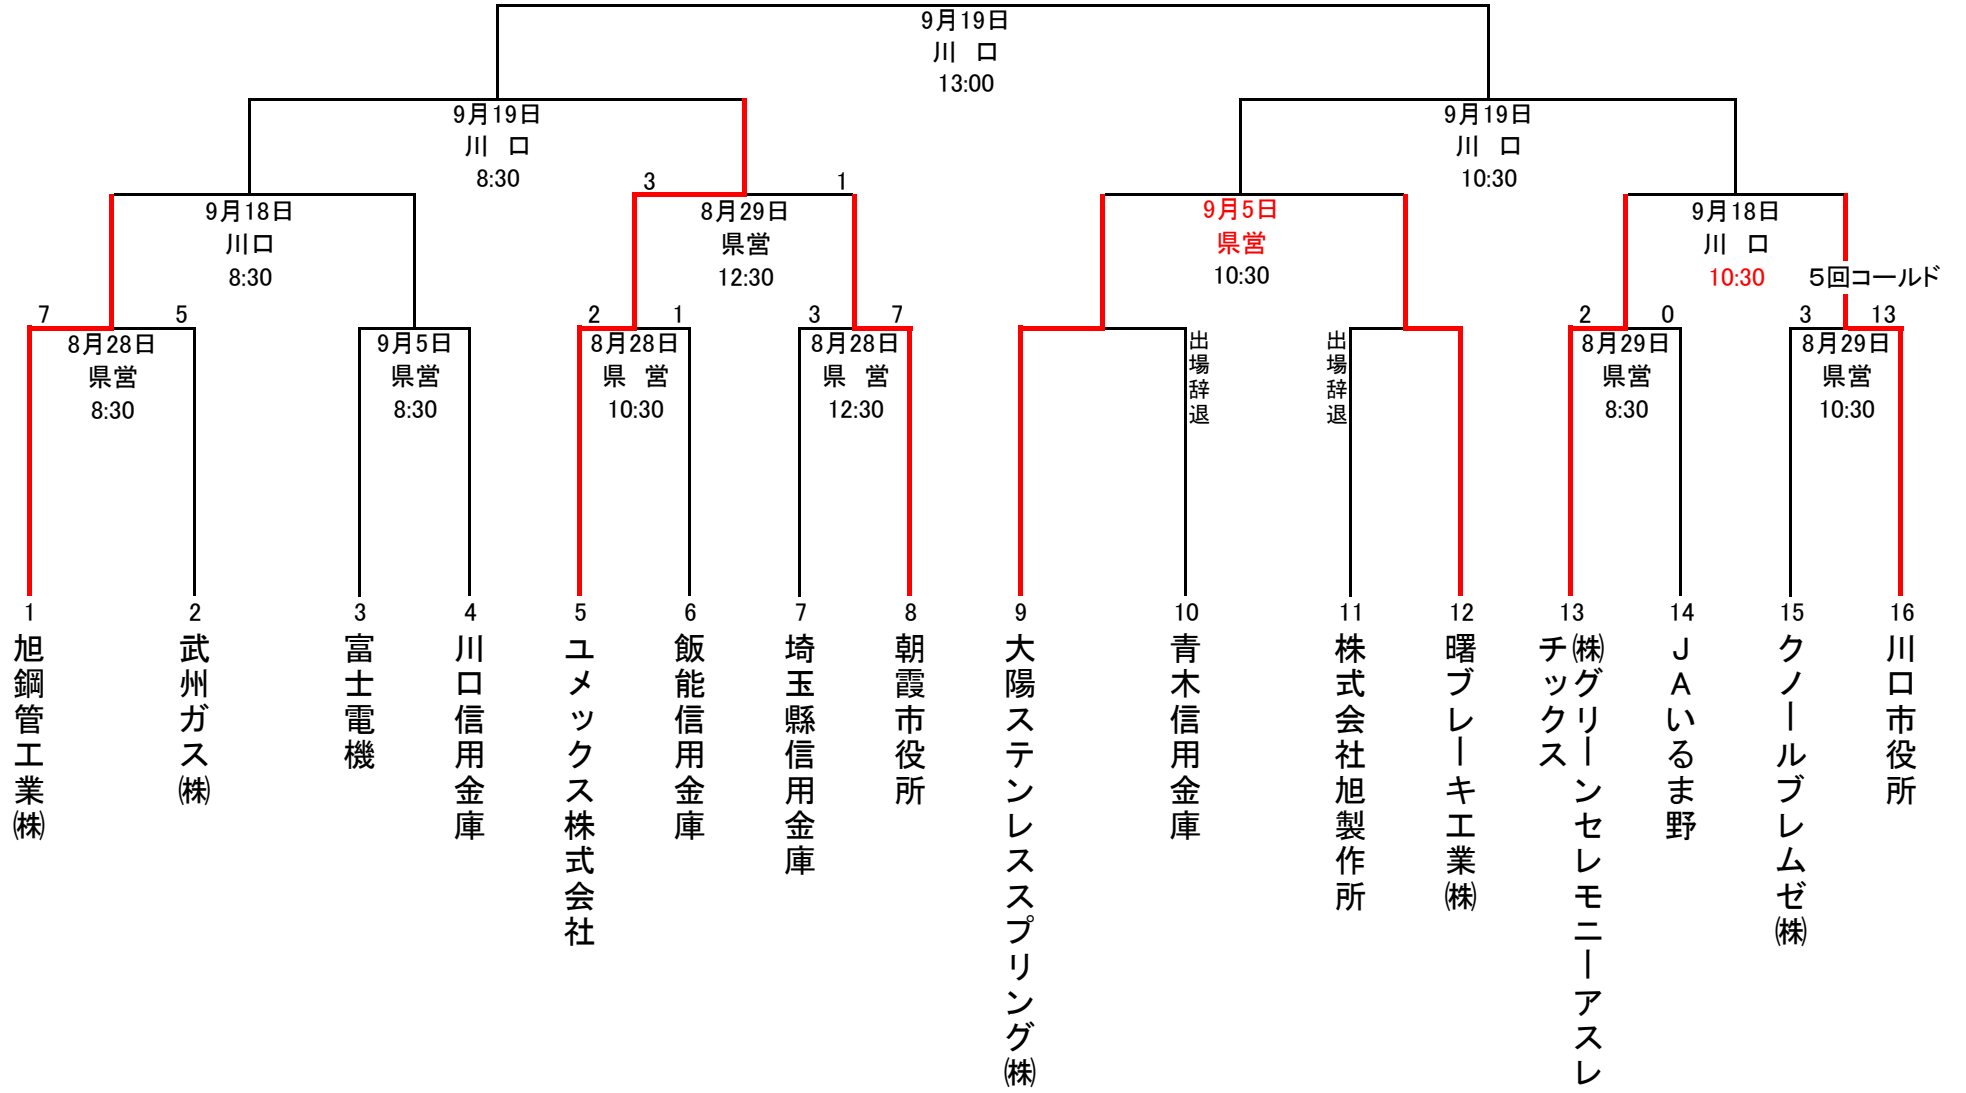 9月19日
川　口
13:00
9月19日
川　口
8:30
9月19日
川　口
10:30
3
1
9月18日
川口
8:30
8月29日
県営
12:30
9月5日
県営
10:30
9月18日
川　口
10:30
５回コールド
7
5
2
1
3
7
2
0
3
13
8月28日
県営
8:30
9月5日
県営
8:30
8月28日
県　営
10:30
8月28日
県　営
12:30
出場辞退
出場辞退
8月29日
県営
8:30
8月29日
県営
10:30
1
旭鋼管工業㈱
2
武州ガス㈱
3
富士電機
4
川口信用金庫
5
ユメックス株式会社
6
飯能信用金庫
7
埼玉縣信用金庫
8
朝霞市役所
9
大陽ステンレススプリング㈱
10
青木信用金庫
11
株式会社旭製作所
12
曙ブレーキ工業㈱
13
㈱グリーンセレモニーアスレ
チックス
14
ＪＡいるま野
15
クノールブレムゼ㈱
16
川口市役所